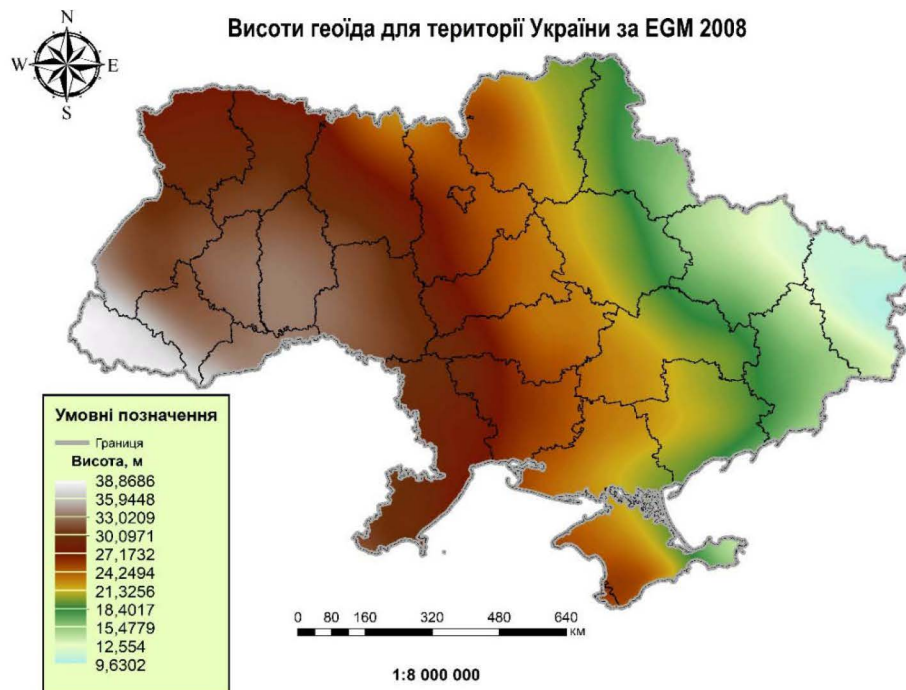 Висоти геоїда для території України за EGM 2008
N
W E
S
Умовні позначення
Границя
Висота, м
38,8686
35,9448
33,0209
30,0971
27,1732
24,2494
21,3256
18,4017
15,4779
12,554
9,6302
0 80 160 320 480 640
км
1:8 000 000